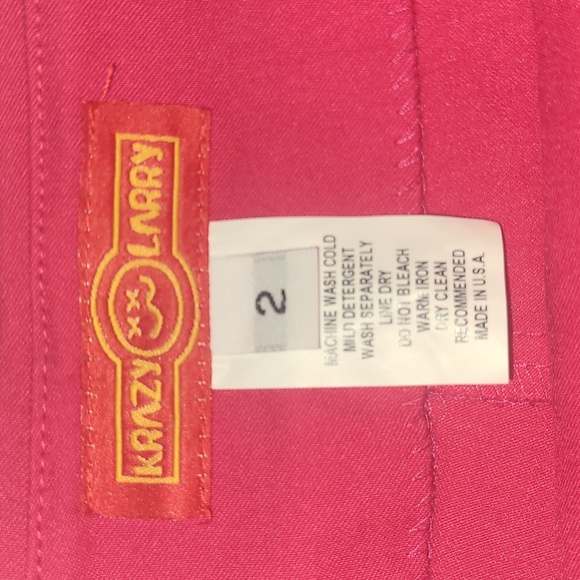 KRAZY LARRY
2
MACHINE WASH COLD
MILD DETERGENT
WASH SEPARATELY
LINE DRY
DO NOT BLEACH
WARM IRON
DRY CLEAN
RECOMMENDED
MADE IN U.S.A.